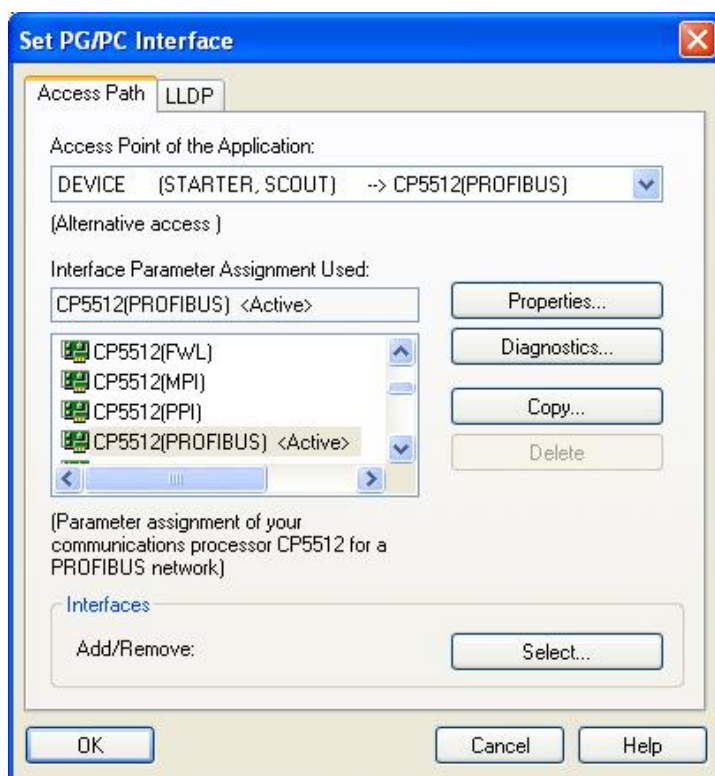 Set PG/PC Interface
Access Path LLDP
Access Point of the Application:
DEVICE (STARTER, SCOUT) --> CP5512(PROFIBUS)
(Alternative access )
Interface Parameter Assignment Used:
CP5512(PROFIBUS) <Active>
Properties...
CP5512(FWL)
Diagnostics...
CP5512(MPI)
CP5512(PPI)
Copy...
CP5512(PROFIBUS) <Active>
Delete
(Parameter assignment of your
communications processor CP5512 for a
PROFIBUS network)
Interfaces
Add/Remove:
Select...
OK
Cancel
Help